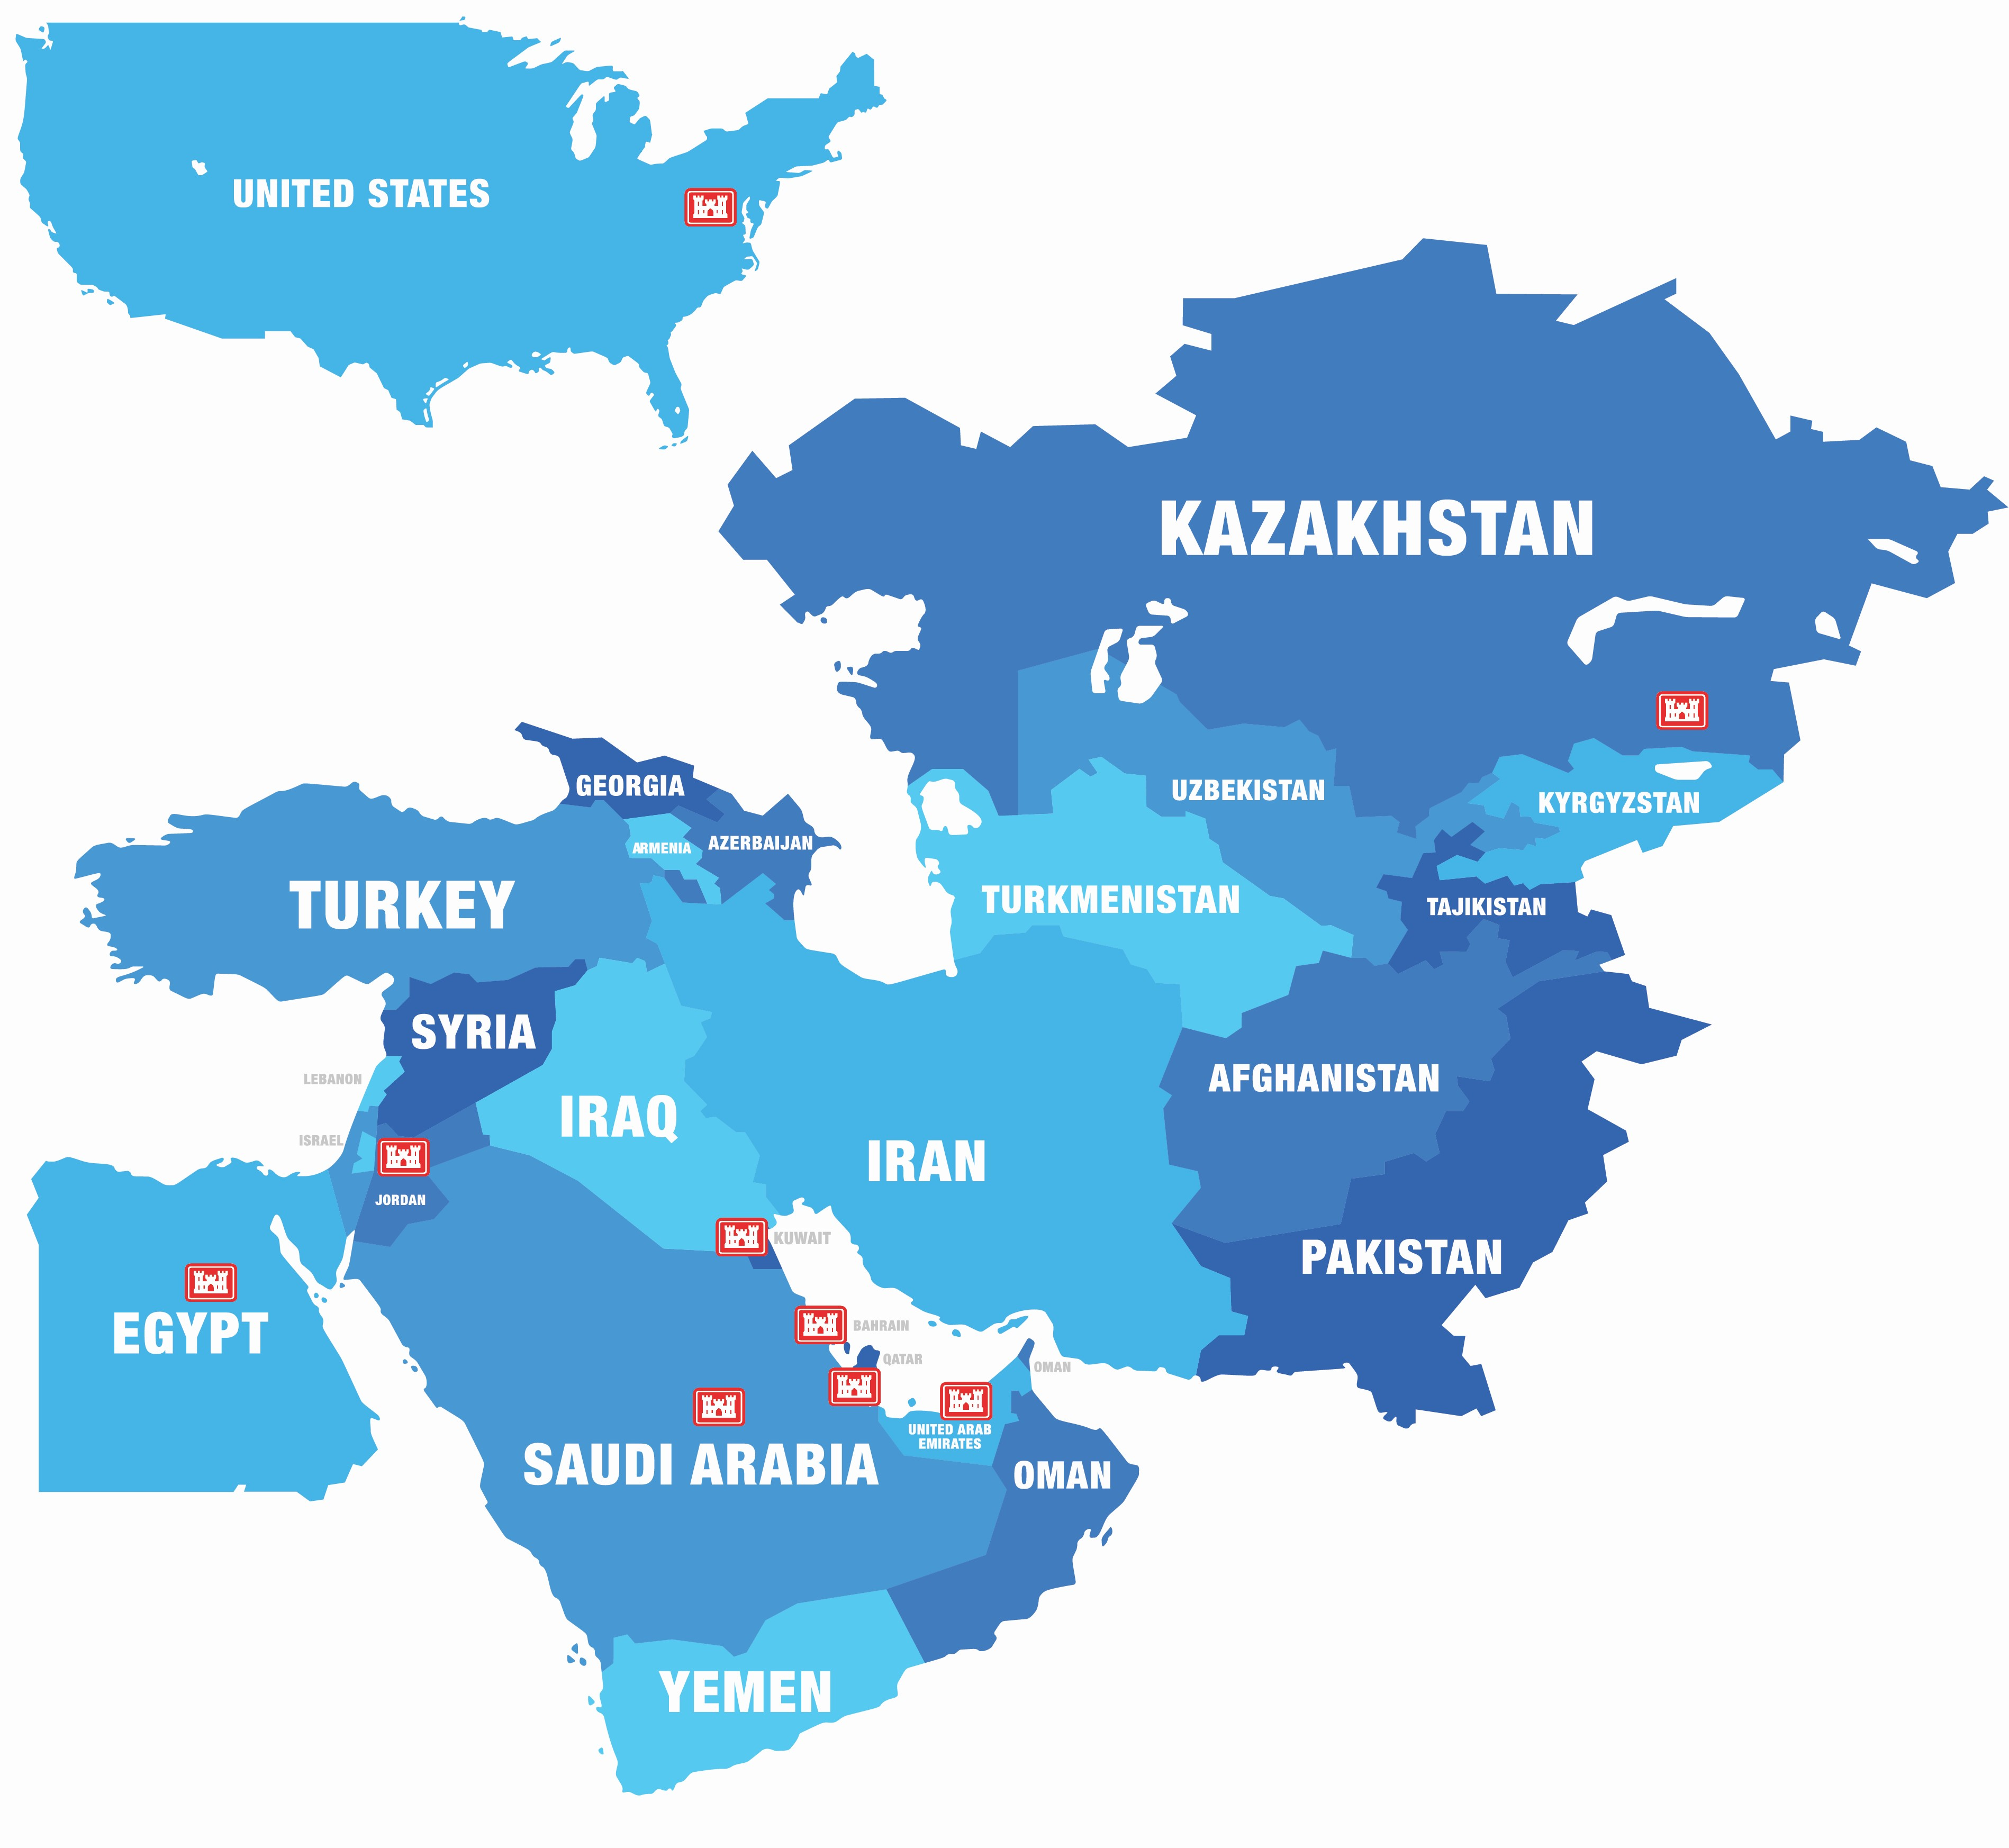 UNITED STATES
KAZAKHSTAN
GEORGIA
UZBEKISTAN
KYRGYZSTAN
ARMENIA
AZERBAIJAN
TURKEY
TURKMENISTAN
TAJIKISTAN
SYRIA
LEBANON
AFGHANISTAN
IRAQ
ISRAEL
IRAN
JORDAN
KUWAIT
PAKISTAN
EGYPT
BAHRAIN
QATAR
OMAN
UNITED ARAB
EMIRATES
SAUDI ARABIA
OMAN
YEMEN